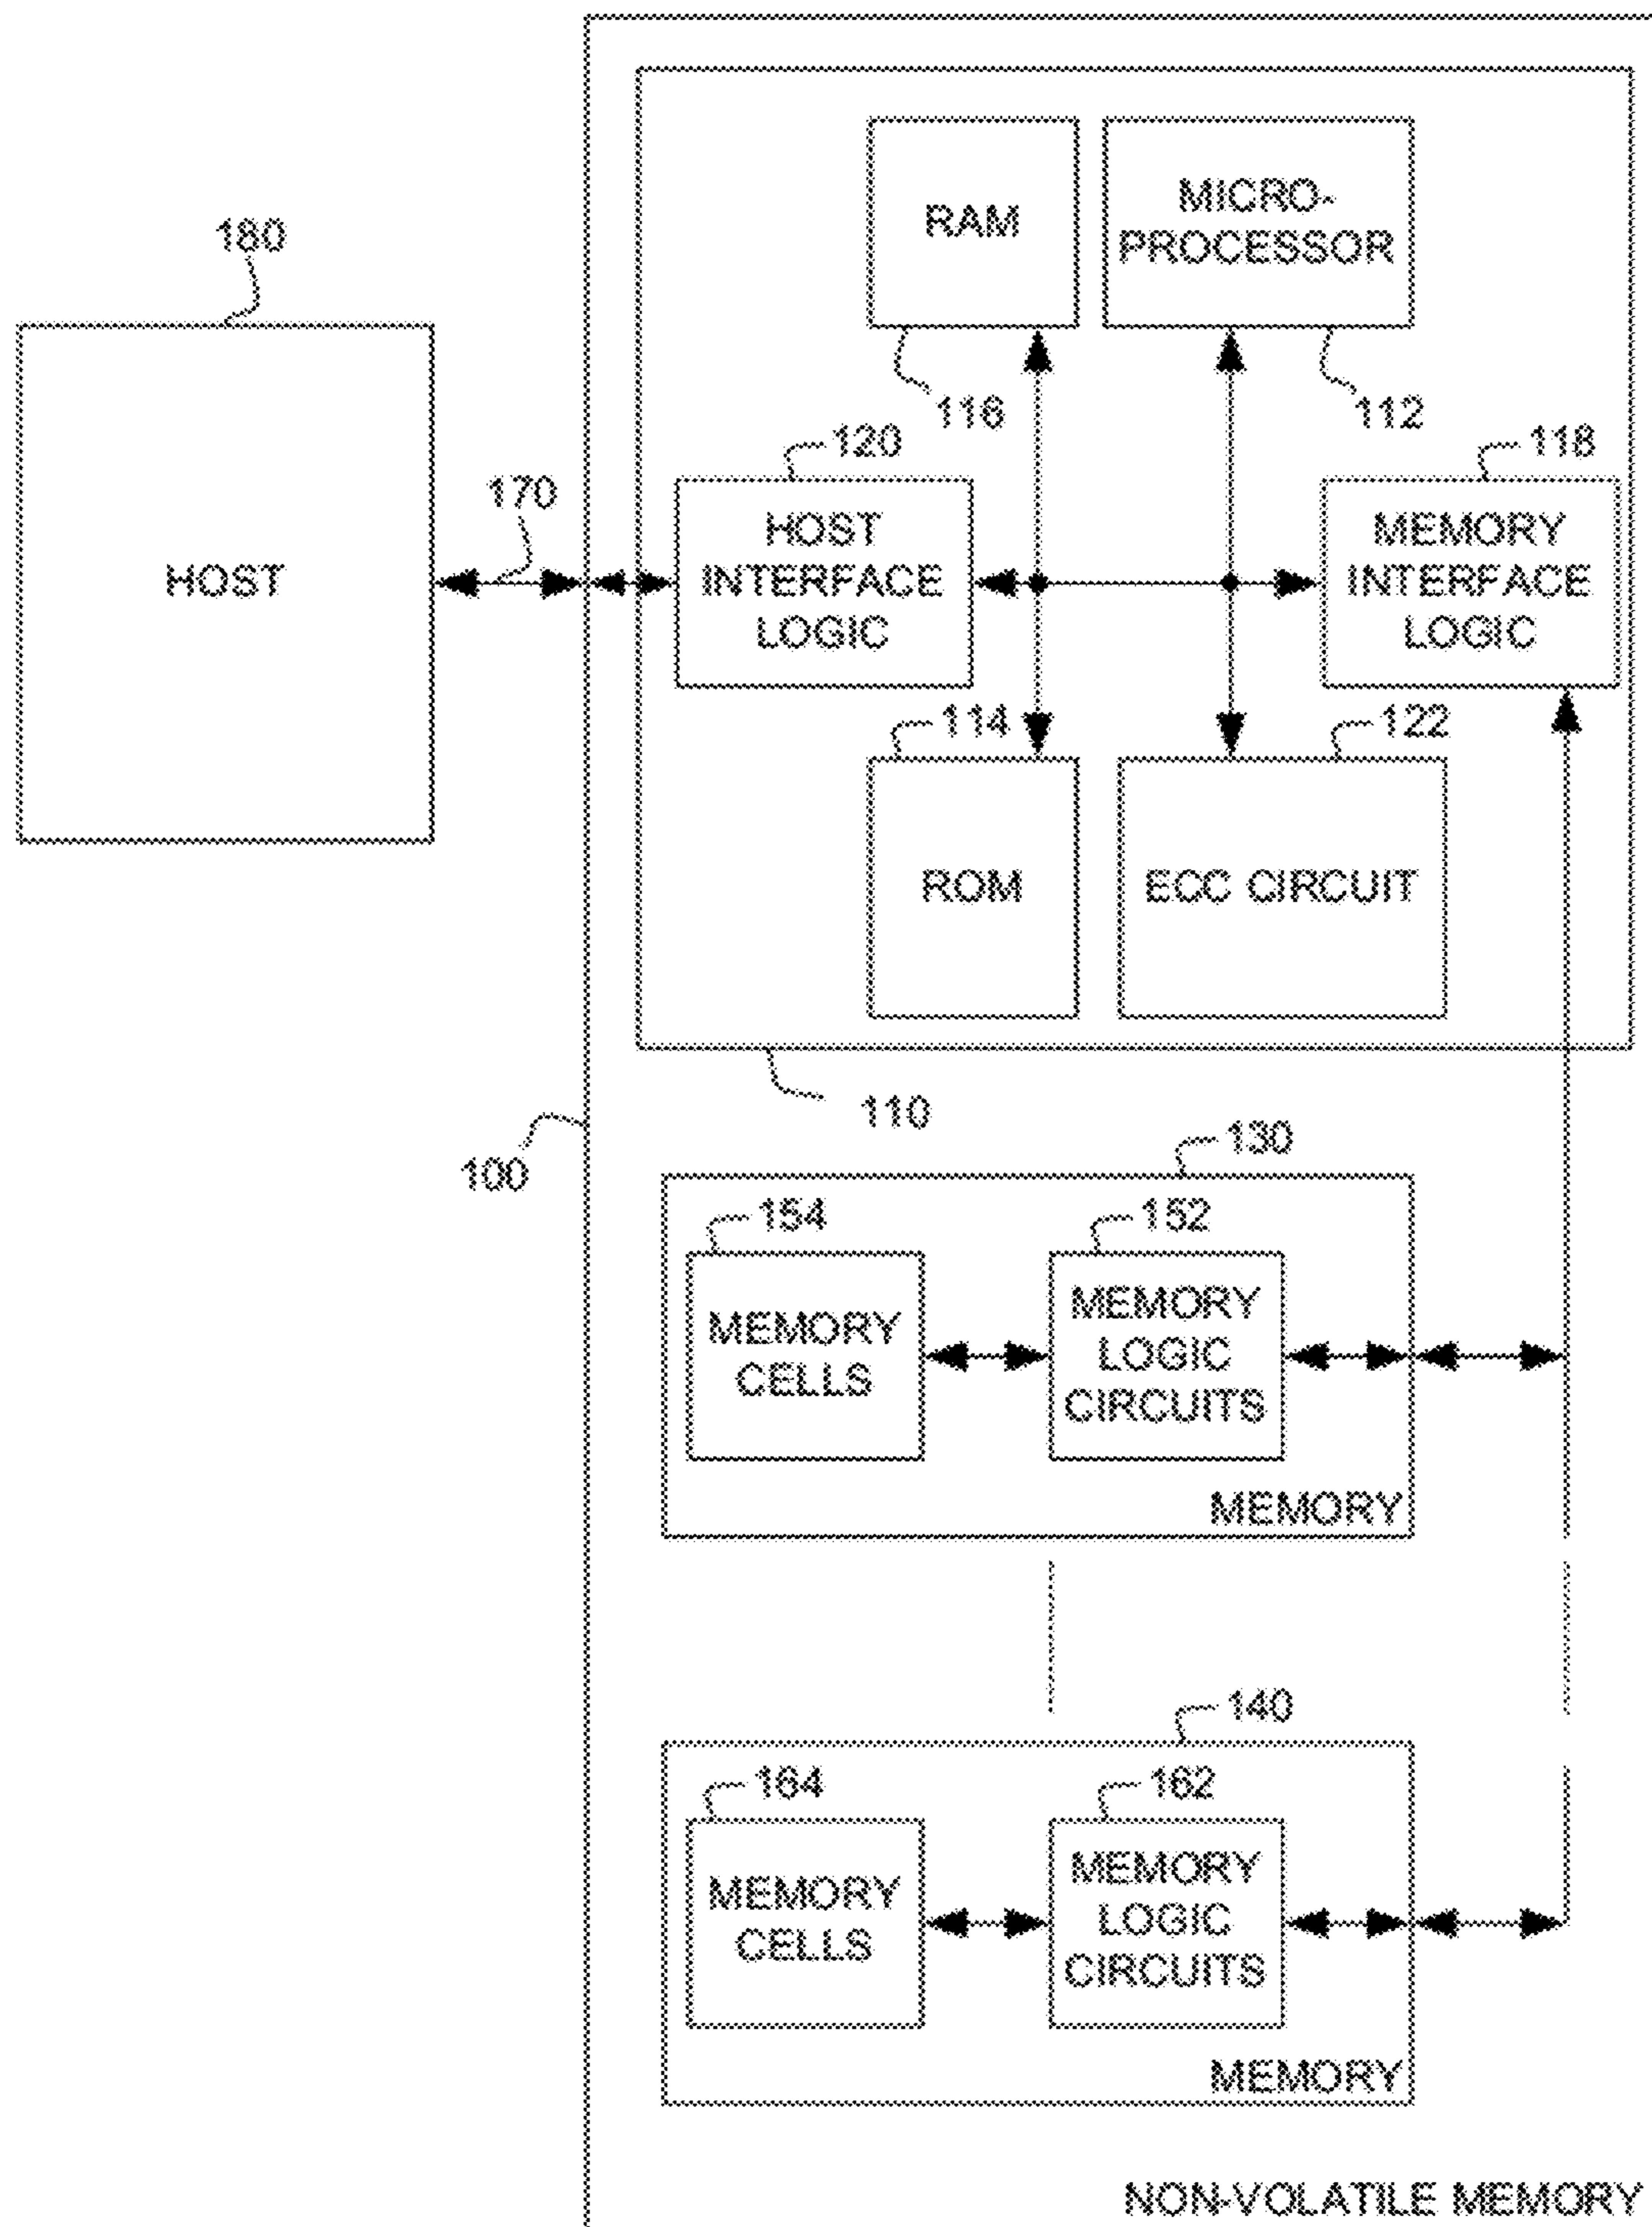 RAM
MICRO-
PROCESSOR
180
116
112
120
118
170
HOST
HOST
INTERFACE
LOGIC
MEMORY
INTERFACE
LOGIC
114
122
ROM
ECC CIRCUIT
110
100
130
154
152
MEMORY
CELLS
MEMORY
LOGIC
CIRCUITS
MEMORY
140
164
162
MEMORY
CELLS
MEMORY
LOGIC
CIRCUITS
MEMORY
NON-VOLATILE MEMORY